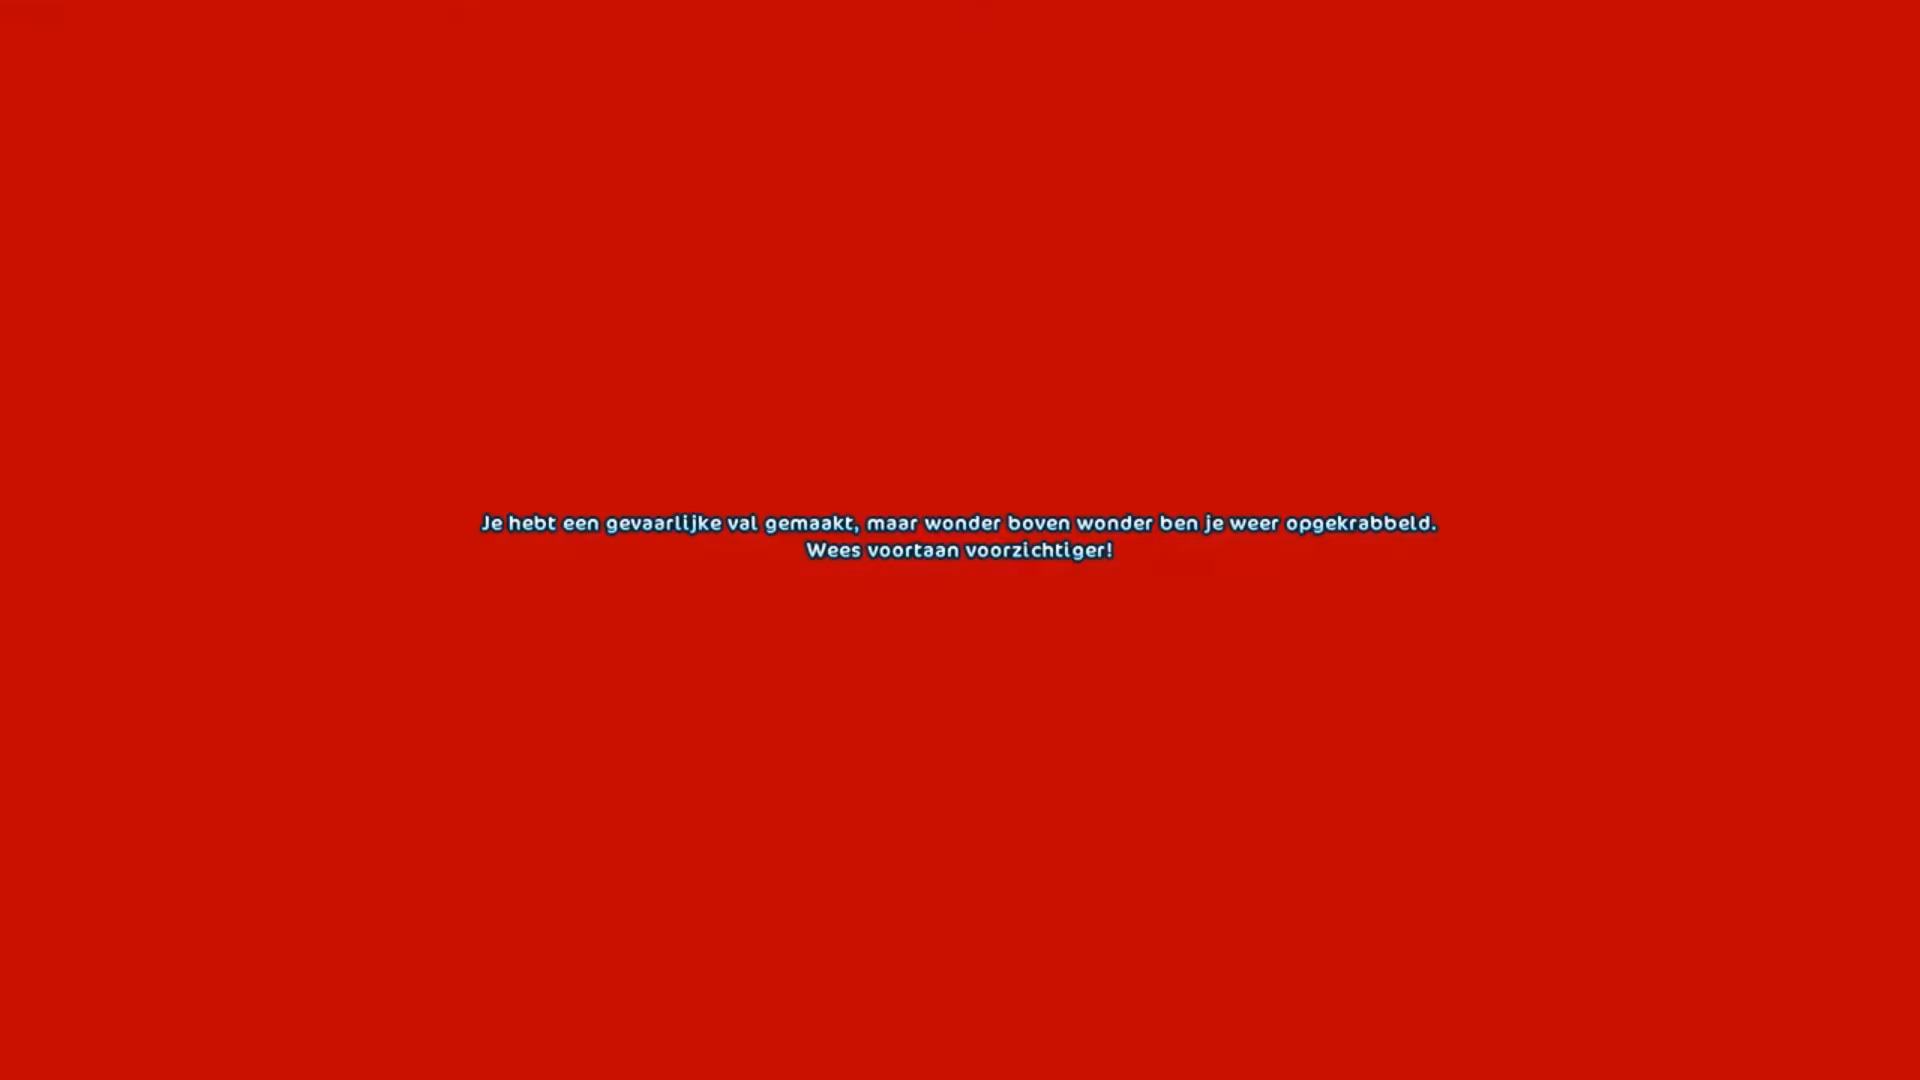 Je hebt een gevaarlijke val gemaakt, maar wonder boven wonder ben je weer opgekrabbeld.
Wees voortaan voorzichtiger!